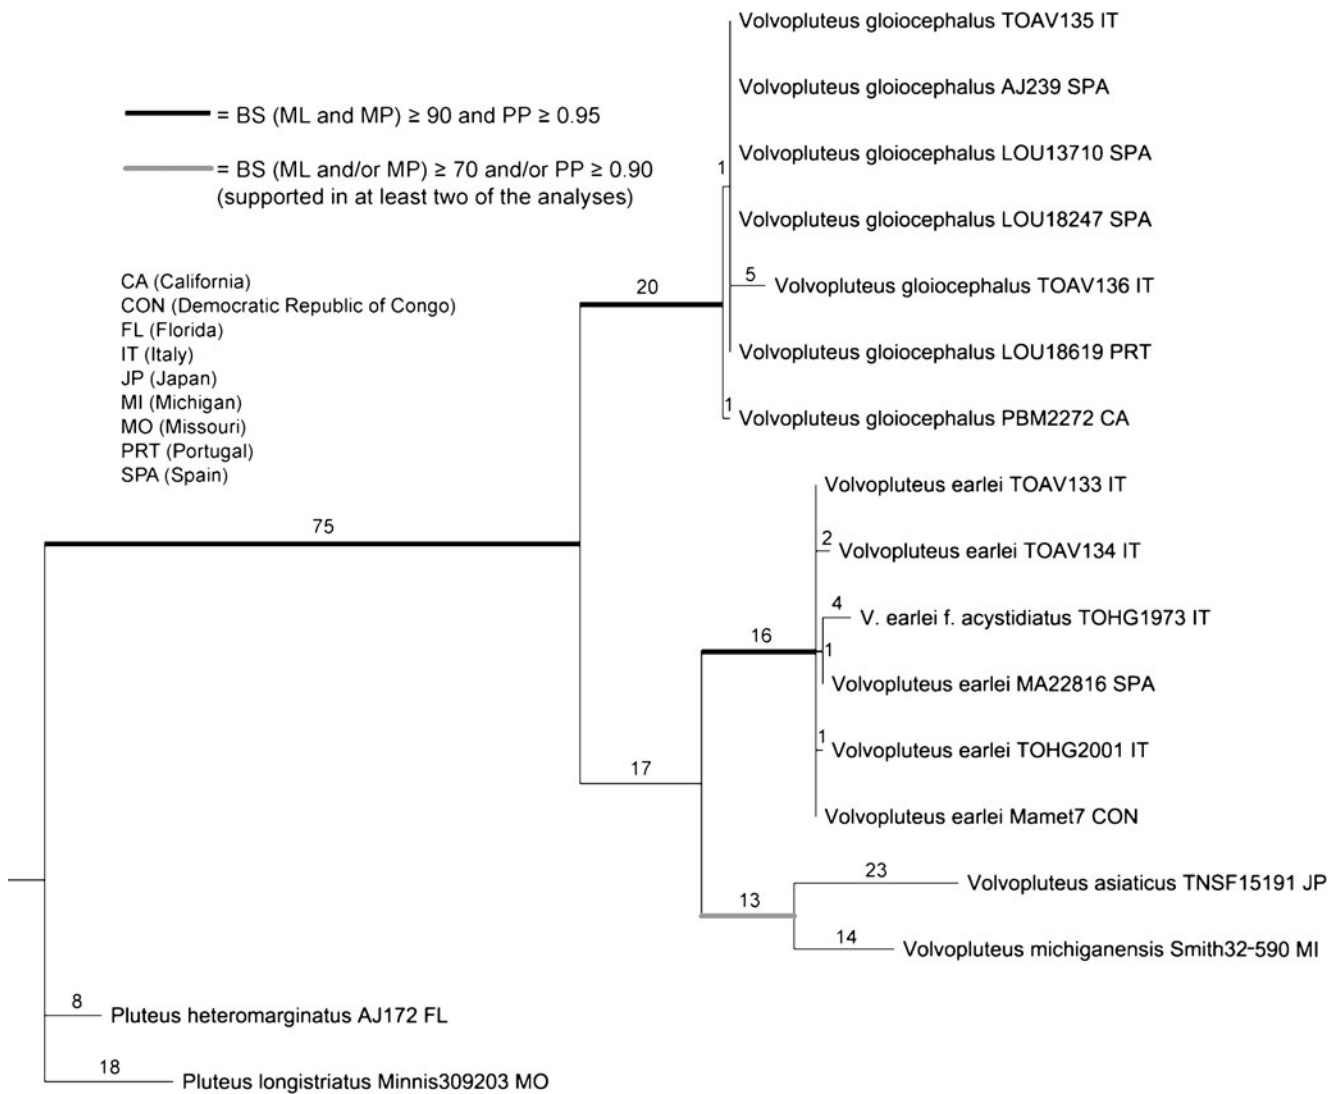 Volvopluteus gloiocephalus TOAV135 IT
= BS (ML and MP) ≥ 90 and PP ≥ 0.95
Volvopluteus gloiocephalus AJ239 SPA
= BS (ML and/or MP) ≥ 70 and/or PP ≥ 0.90
(supported in at least two of the analyses)
1
Volvopluteus gloiocephalus LOU13710 SPA
Volvopluteus gloiocephalus LOU18247 SPA
CA (California)
CON (Democratic Republic of Congo)
FL (Florida)
IT (Italy)
JP (Japan)
MI (Michigan)
MO (Missouri)
PRT (Portugal)
SPA (Spain)
20
5
Volvopluteus gloiocephalus TOAV136 IT
Volvopluteus gloiocephalus LOU18619 PRT
1
Volvopluteus gloiocephalus PBM2272 CA
Volvopluteus earlei TOAV133 IT
75
2
Volvopluteus earlei TOAV134 IT
4
V. earlei f. acystidiatus TOHG1973 IT
16
1
Volvopluteus earlei MA22816 SPA
1
Volvopluteus earlei TOHG2001 IT
17
Volvopluteus earlei Mamet7 CON
23
Volvopluteus asiaticus TNSF15191 JP
13
14
Volvopluteus michiganensis Smith32-590 MI
8
Pluteus heteromarginatus AJ172 FL
18
Pluteus longistriatus Minnis309203 MO